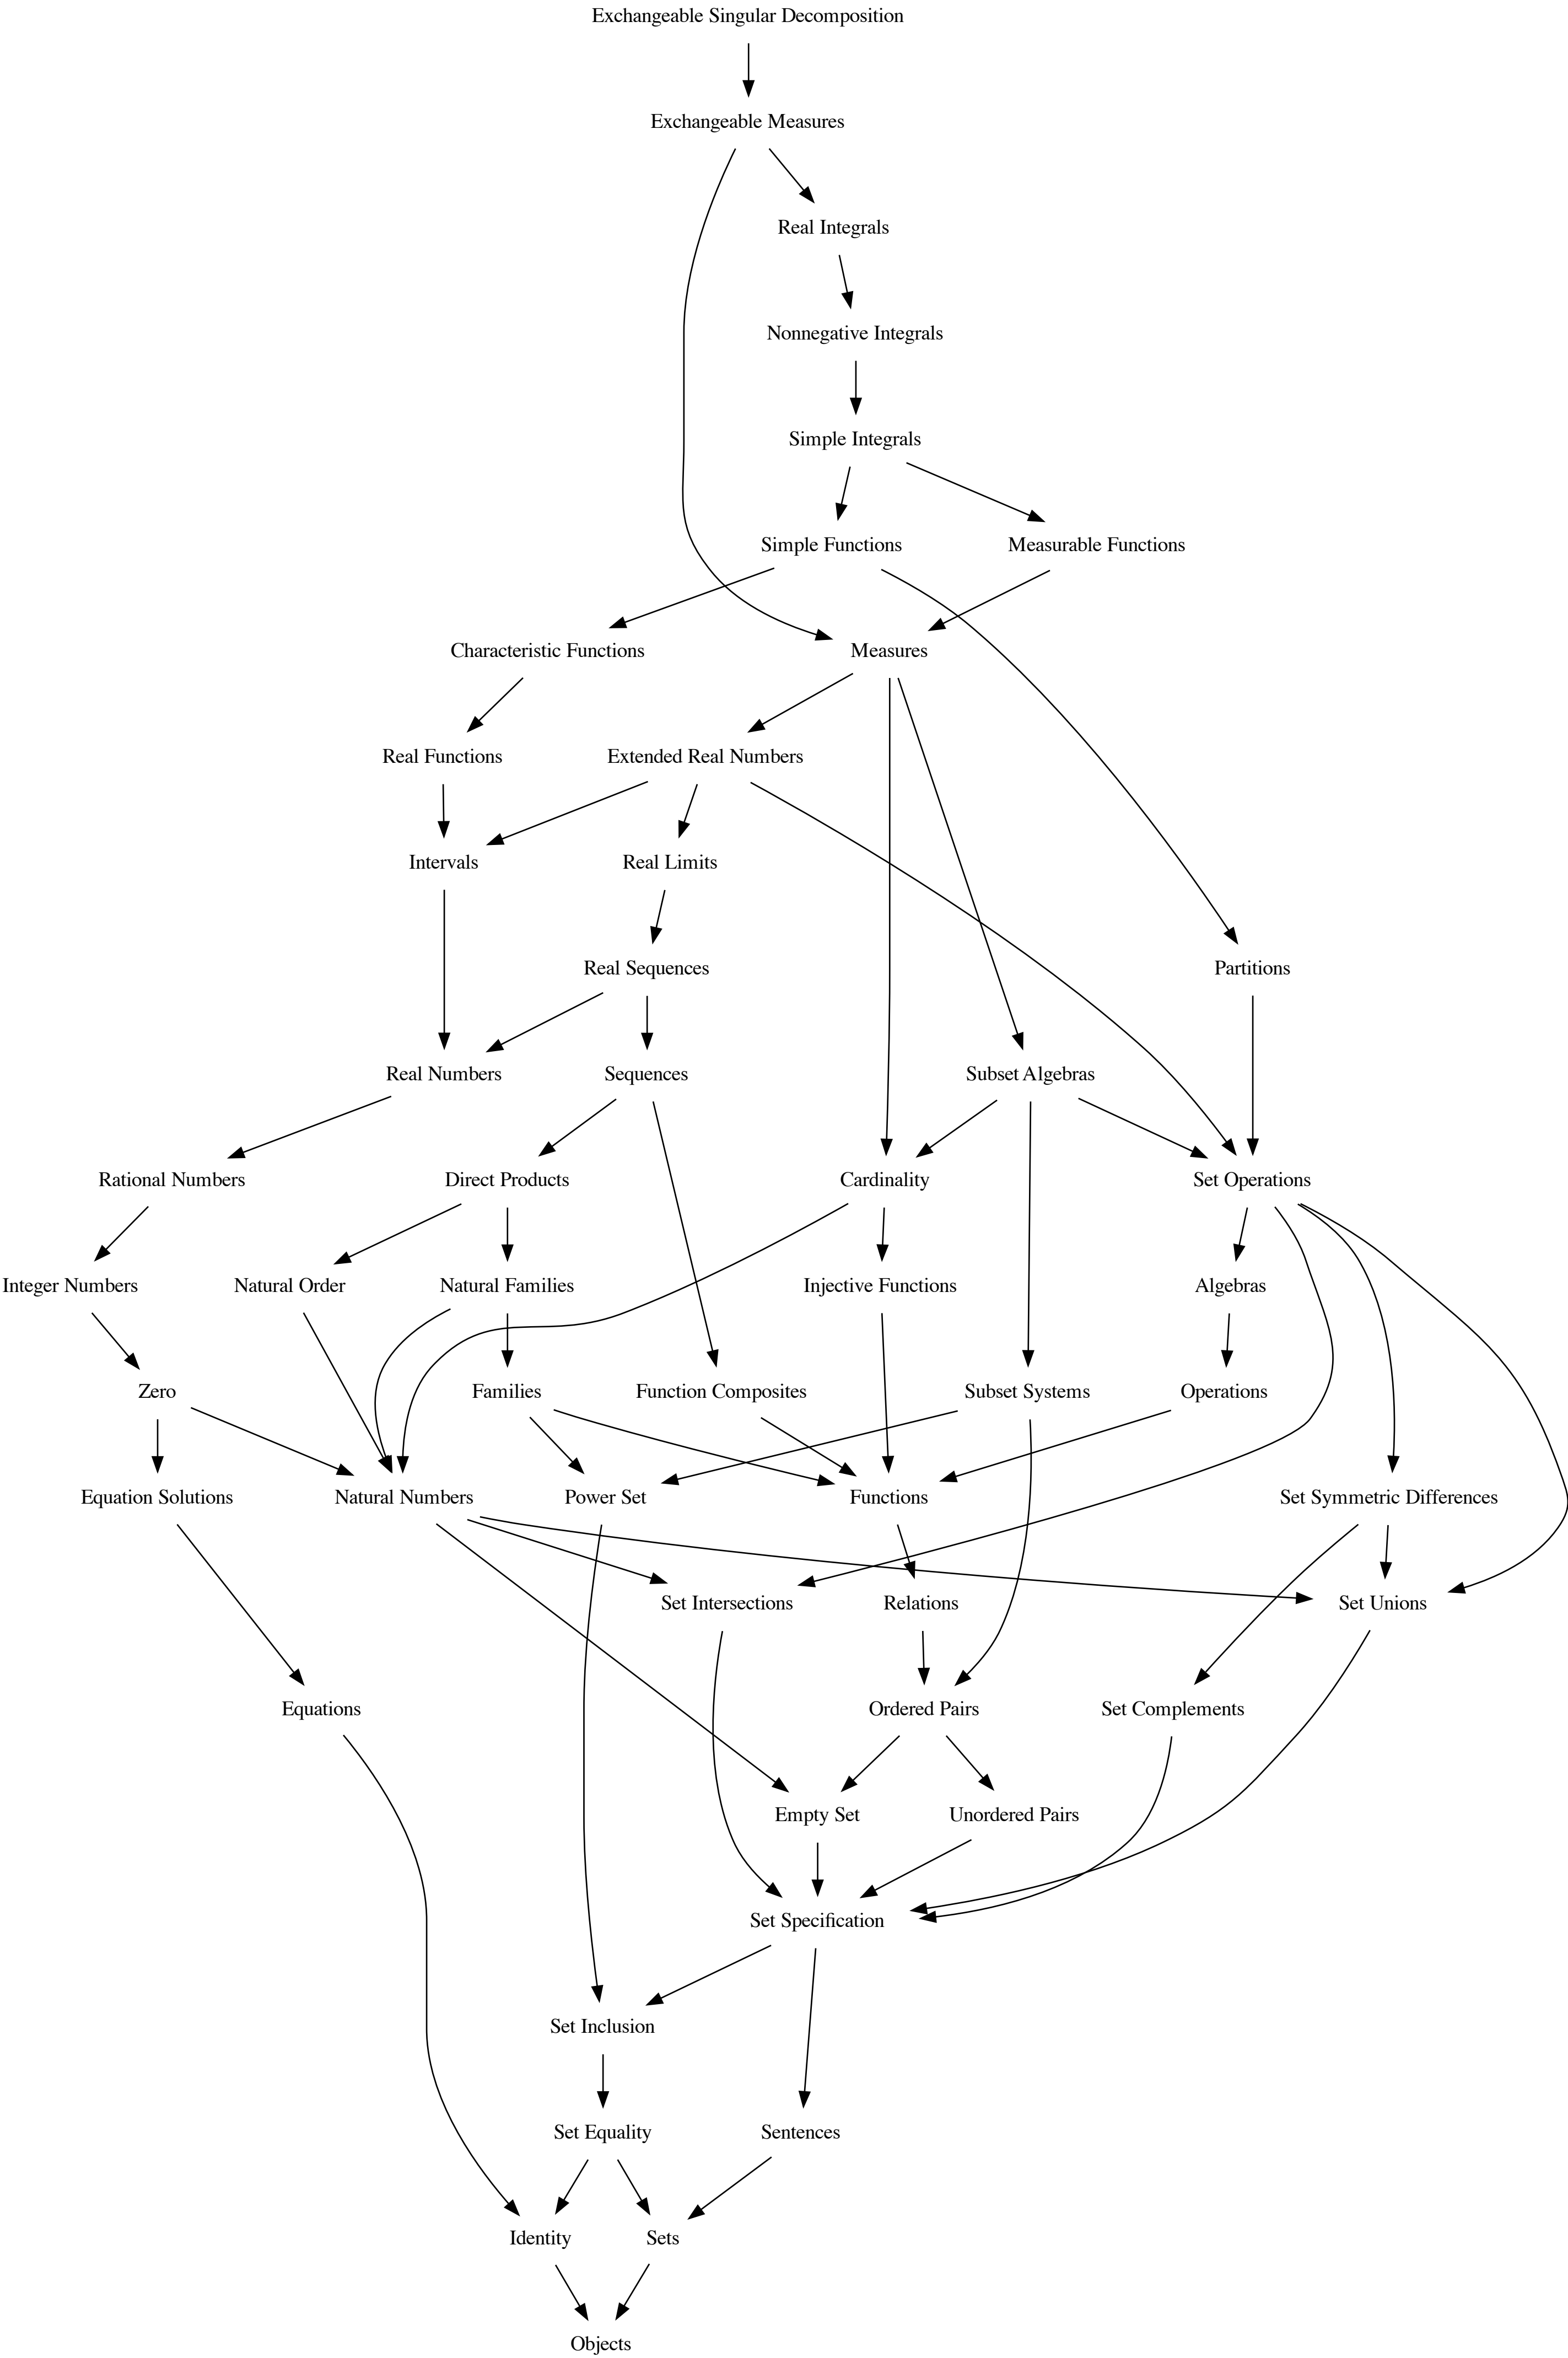 Exchangeable Singular Decomposition
Exchangeable Measures
Real Integrals
Nonnegative Integrals
Simple Integrals
Simple Functions
Measurable Functions
Characteristic Functions
Measures
Real Functions
Extended Real Numbers
Intervals
Real Limits
Real Sequences
Partitions
Real Numbers
Sequences
Subset Algebras
Rational Numbers
Direct Products
Cardinality
Set Operations
Integer Numbers
Natural Order
Natural Families
Injective Functions
Algebras
Zero
Families
Function Composites
Subset Systems
Operations
Equation Solutions
Natural Numbers
Power Set
Functions
Set Symmetric Differences
Set Intersections
Relations
Set Unions
Equations
Ordered Pairs
Set Complements
Empty Set
Unordered Pairs
Set Specification
Set Inclusion
Set Equality
Sentences
Identity
Sets
Objects